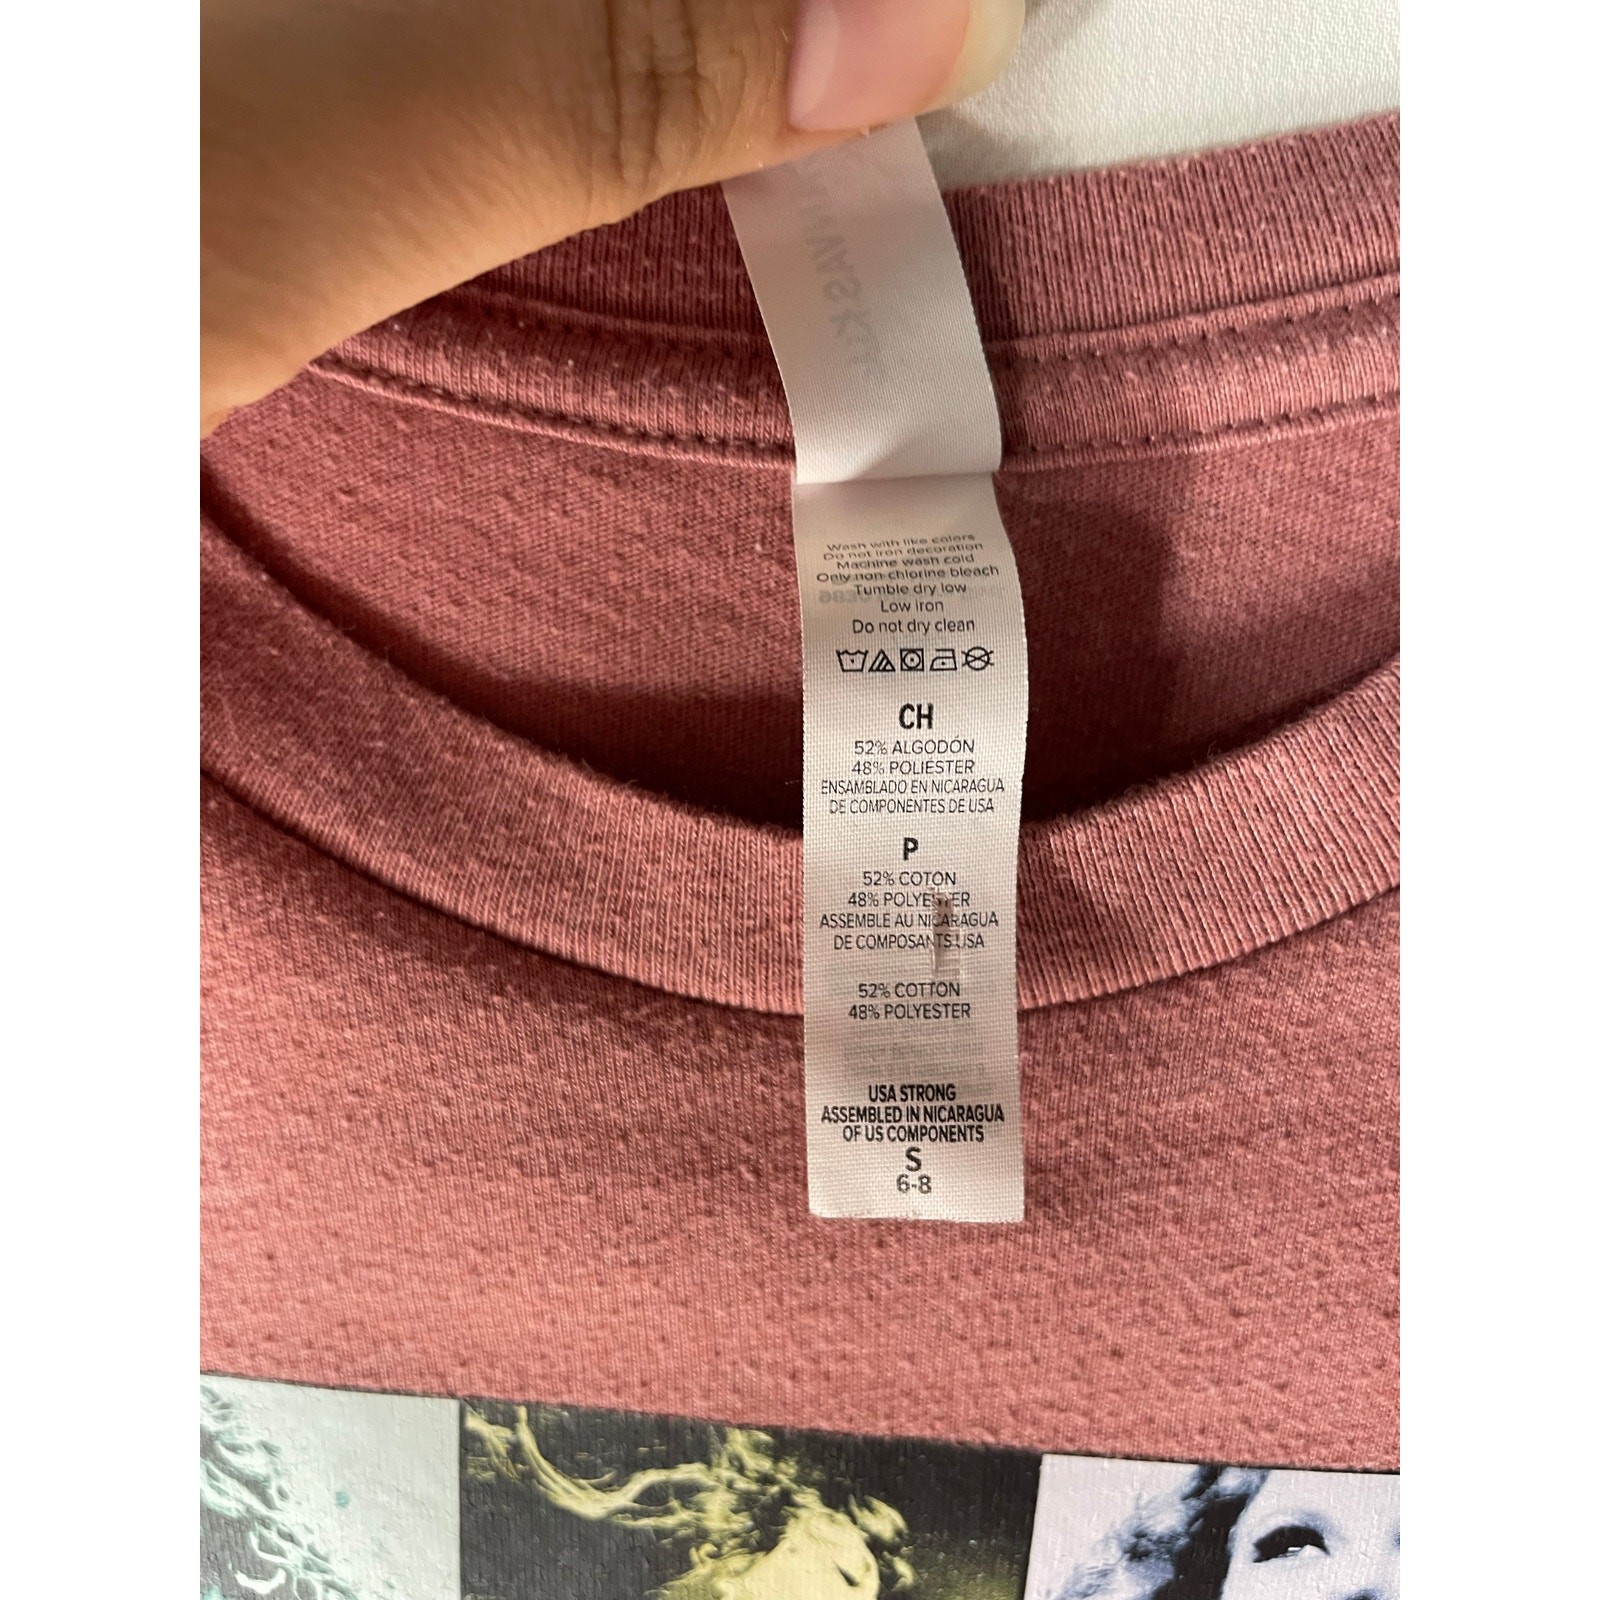 Wash with like colors
Do not iron decoration
Machine wash cold
Only non-chlorine bleach
Tumble dry low
Low iron
Do not dry clean
CH
52% ALGODÓN
48% POLIÉSTER
ENSAMBLADO EN NICARAGUA
DE COMPONENTES DE USA
P
52% COTON
48% POLYESTER
ASSEMBLE AU NICARAGUA
DE COMPOSANTS USA
52% COTTON
48% POLYESTER
USA STRONG
ASSEMBLED IN NICARAGUA
OF US COMPONENTS
S
6-8